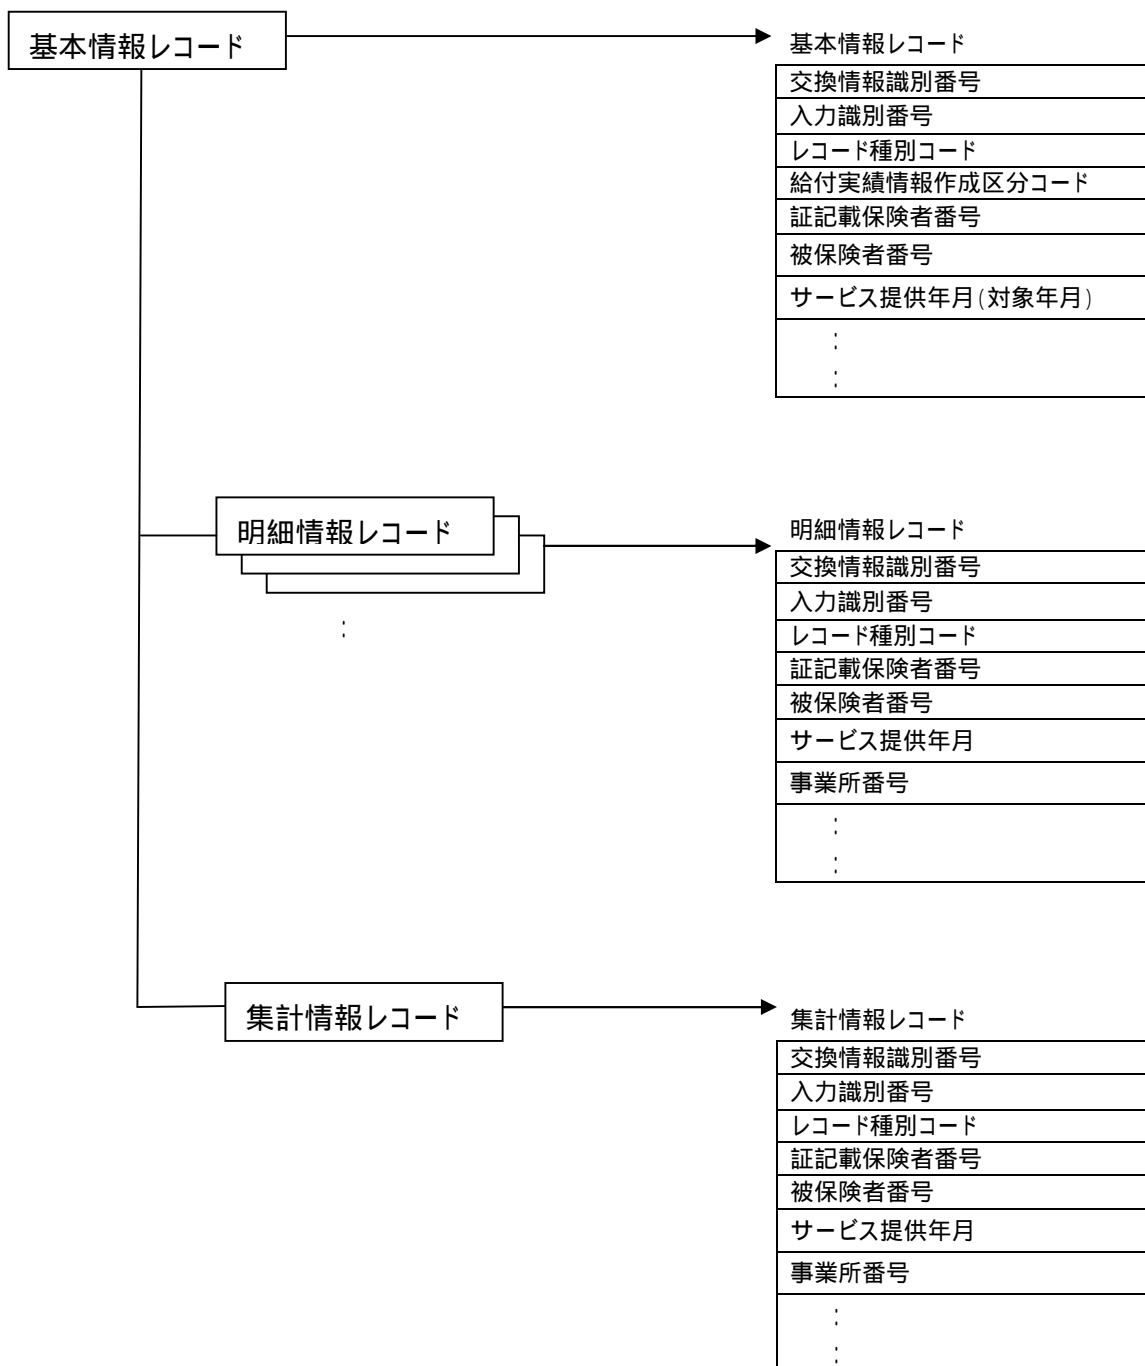 基本情報レコード
基本情報レコード
交換情報識別番号
入力識別番号
レコード種別コード
給付実績情報作成区分コード
証記載保険者番号
被保険者番号
サービス提供年月(対象年月)
:
:
明細情報レコード
:
明細情報レコード
交換情報識別番号
入力識別番号
レコード種別コード
証記載保険者番号
被保険者番号
サービス提供年月
事業所番号
:
:
集計情報レコード
集計情報レコード
交換情報識別番号
入力識別番号
レコード種別コード
証記載保険者番号
被保険者番号
サービス提供年月
事業所番号
:
: